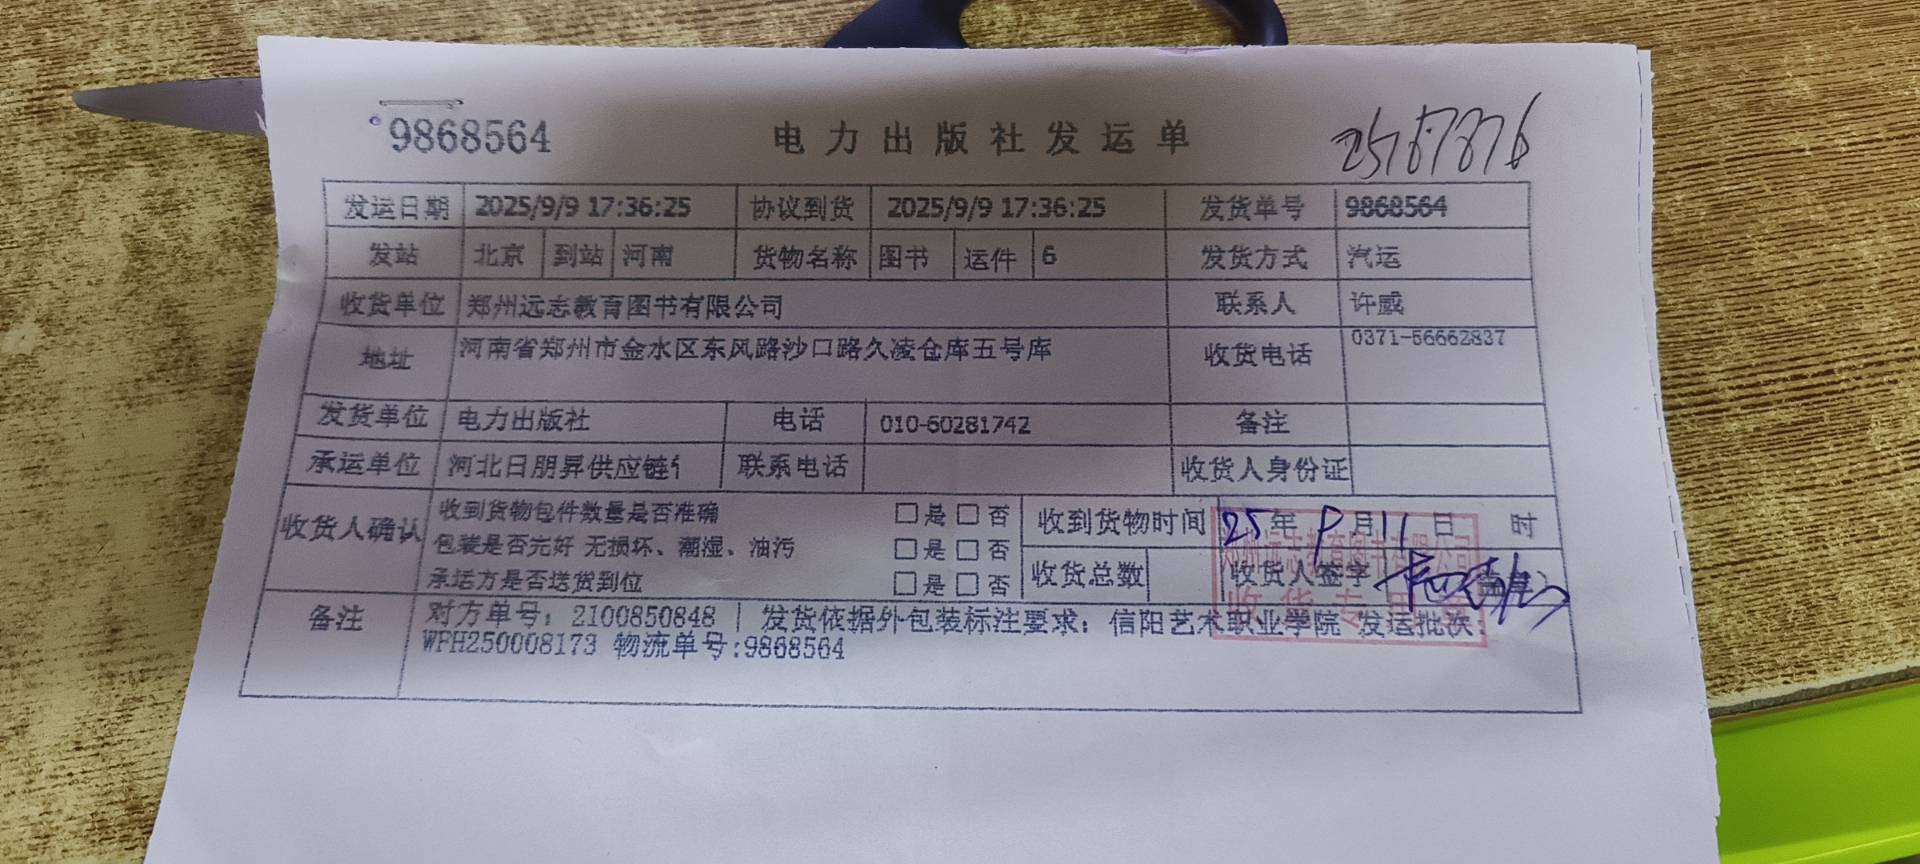 9868564 电力出版社发运单
发运日期 2025/9/9 17:36:25 协议到货 2025/9/9 17:36:25 发货单号 9868564
发站 北京 到站 河南 货物名称 图书 运件 6 发货方式 汽运
收货单位 郑州远志教育图书有限公司 联系人 许威
地址 河南省郑州市金水区东风路沙口路久凌仓库五号库 收货电话 0371-56662837
发货单位 电力出版社 电话 010-60281742 备注
承运单位 河北日朋昇供应链 联系电话 收货人身份证
收货人确认 收到货物包件数量是否准确 □是 □否 收到货物时间 25年9月11日 时
包装是否完好 无损坏、潮湿、油污 □是 □否
承运方是否送货到位 □是 □否 收货总数 收货人签字
备注 对方单号: 2100850848 | 发货依据外包装标注要求: 信阳艺术职业学院 发运批次:
WFH250008173 物流单号:9868564